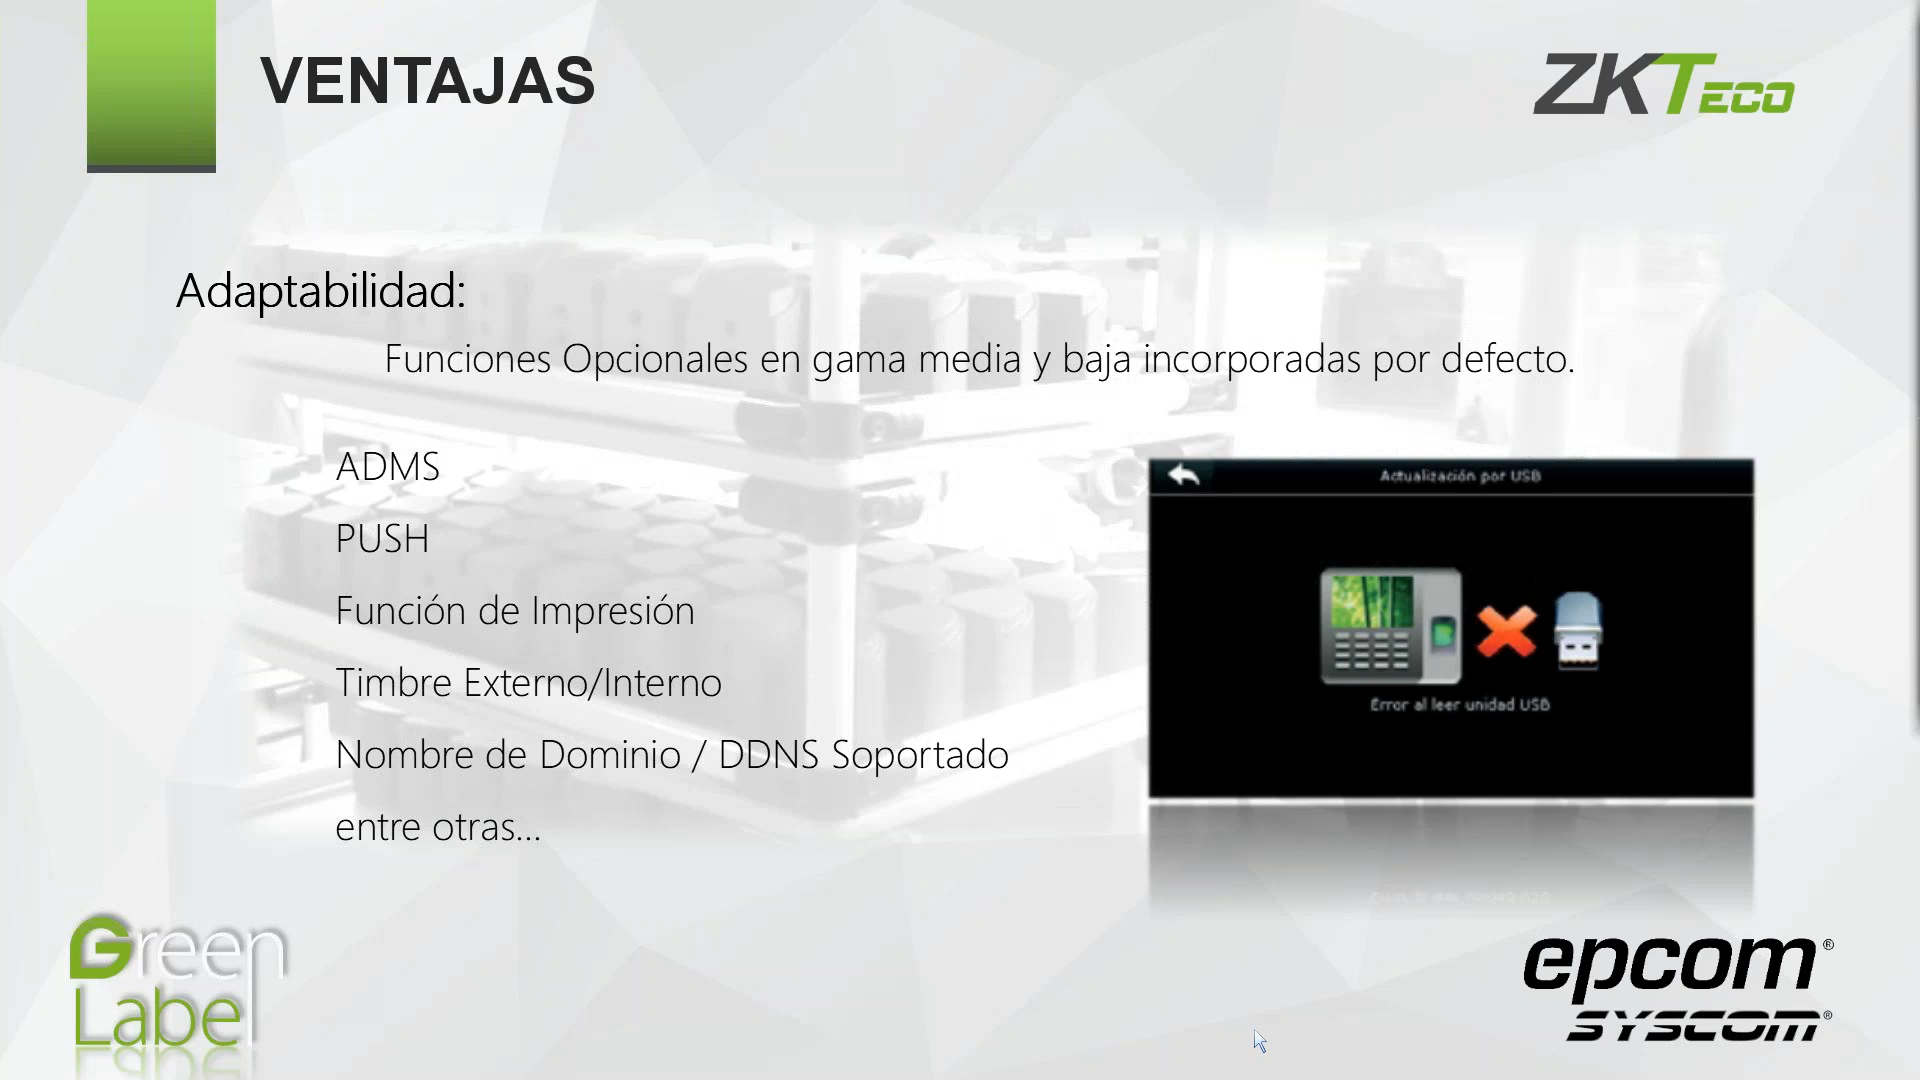 VENTAJAS
ZKTECO
Adaptabilidad:
Funciones Opcionales en gama media y baja incorporadas por defecto.
ADMS
PUSH
Función de Impresión
Timbre Externo/Interno
Nombre de Dominio / DDNS Soportado
entre otras...
Actualización por USB
Error al leer unidad USB
Green
Label
epcom®
SYSCOM®